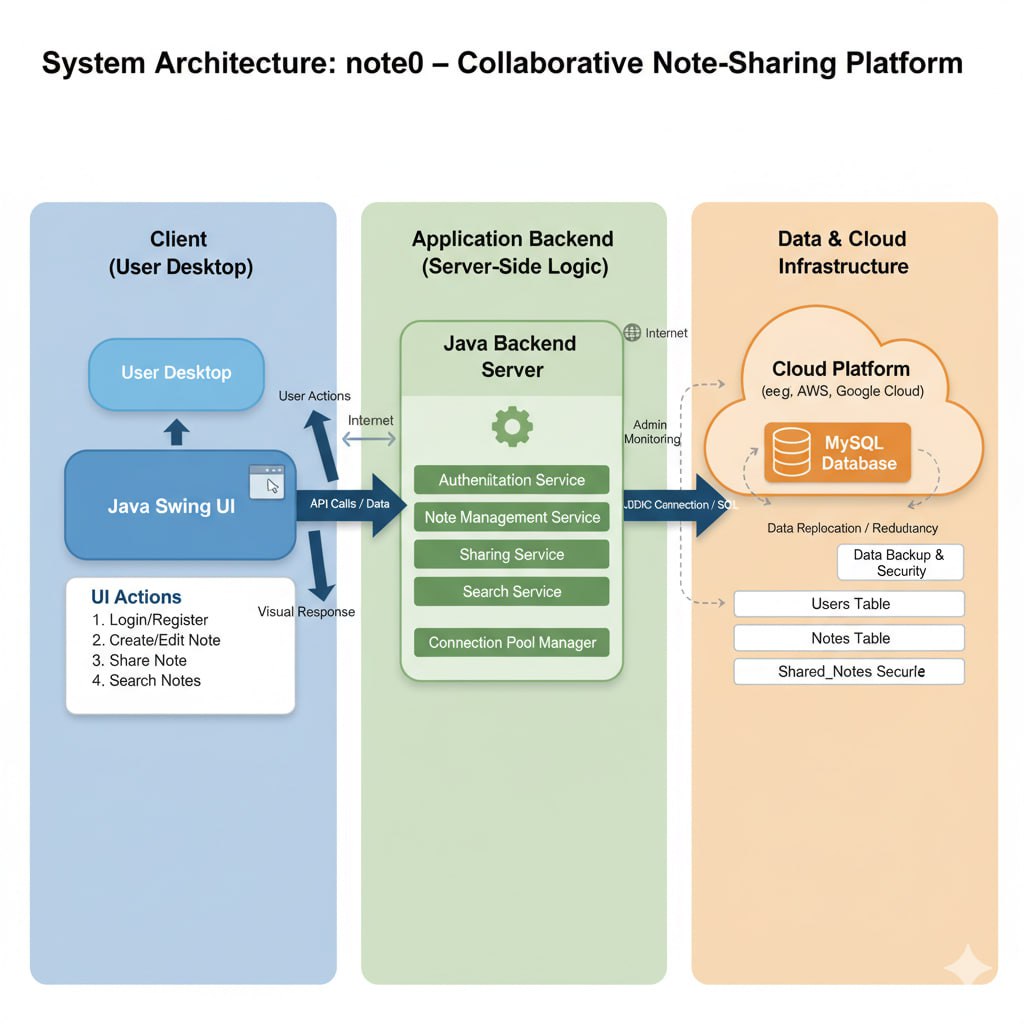 System Architecture: note0 – Collaborative Note-Sharing Platform
Client
(User Desktop)
User Desktop
Java Swing UI
UI Actions
1. Login/Register
2. Create/Edit Note
3. Share Note
4. Search Notes
User Actions
Internet
API Calls / Data
Visual Response
Application Backend
(Server-Side Logic)
Java Backend
Server
Authenlitation Service
Note Management Service
Sharing Service
Search Service
Connection Pool Manager
Internet
Admin
Monitoring
Connection / SQL
Data & Cloud
Infrastructure
Cloud Platform
(eeg, AWS, Google Cloud)
MySQL
Database
Data Replocation / Redudiancy
Data Backup &
Security
Users Table
Notes Table
Shared_Notes Securle